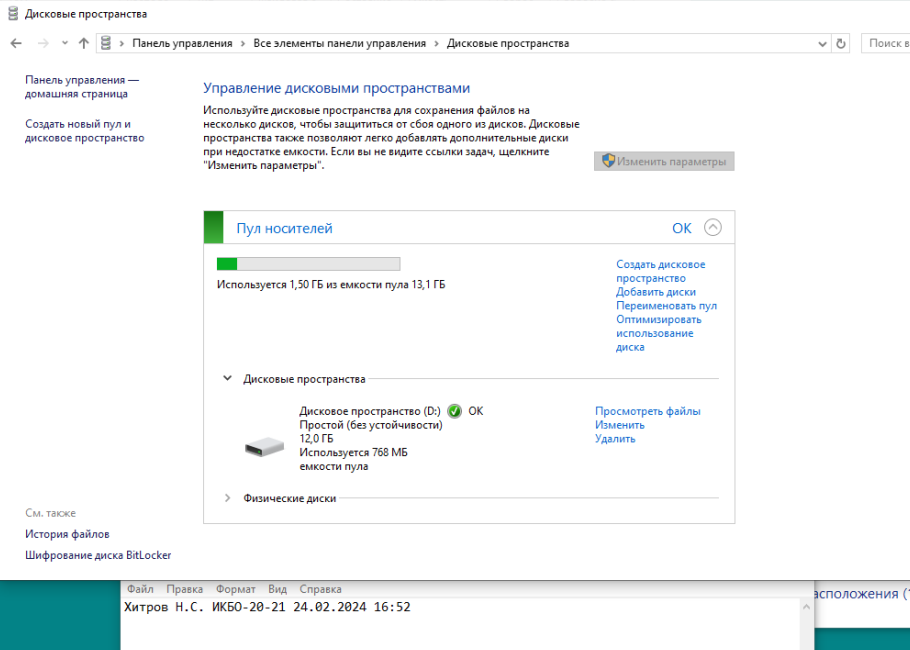 Дисковые пространства
Панель управления › Все элементы панели управления › Дисковые пространства
Поиск в
Панель управления —
домашняя страница
Создать новый пул и
дисковое пространство
Управление дисковыми пространствами
Используйте дисковые пространства для сохранения файлов на
несколько дисков, чтобы защититься от сбоя одного из дисков. Дисковые
пространства также позволяют легко добавлять дополнительные диски
при недостатке емкости. Если вы не видите ссылки задач, щелкните
"Изменить параметры".
Изменить параметры
Пул носителей
ОК
Используется 1,50 ГБ из емкости пула 13,1 ГБ
Создать дисковое
пространство
Добавить диски
Переименовать пул
Оптимизировать
использование
диска
Дисковые пространства
Дисковое пространство (D:) ОК
Простой (без устойчивости)
12,0 ГБ
Используется 768 МБ
емкости пула
Просмотреть файлы
Изменить
Удалить
Физические диски
См. также
История файлов
Шифрование диска BitLocker
Файл Правка Формат Вид Справка
Хитров Н.С. ИКБО-20-21 24.02.2024 16:52
асположения (